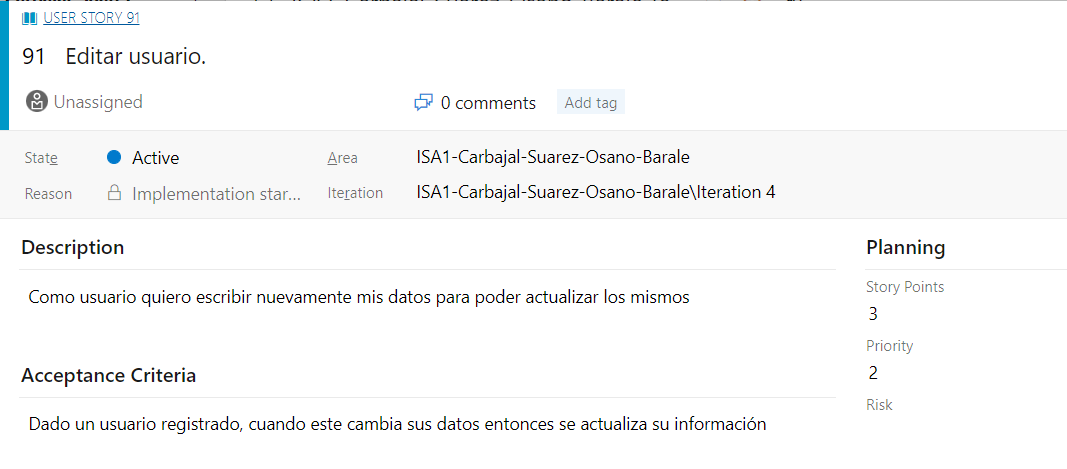 USER STORY 91
91 Editar usuario.
Unassigned
0 comments
Add tag
State
Active
Area
ISA1-Carbajal-Suarez-Osano-Barale
Reason
Implementation star...
Iteration
ISA1-Carbajal-Suarez-Osano-Barale\Iteration 4
Description
Como usuario quiero escribir nuevamente mis datos para poder actualizar los mismos
Acceptance Criteria
Dado un usuario registrado, cuando este cambia sus datos entonces se actualiza su información
Planning
Story Points
3
Priority
2
Risk